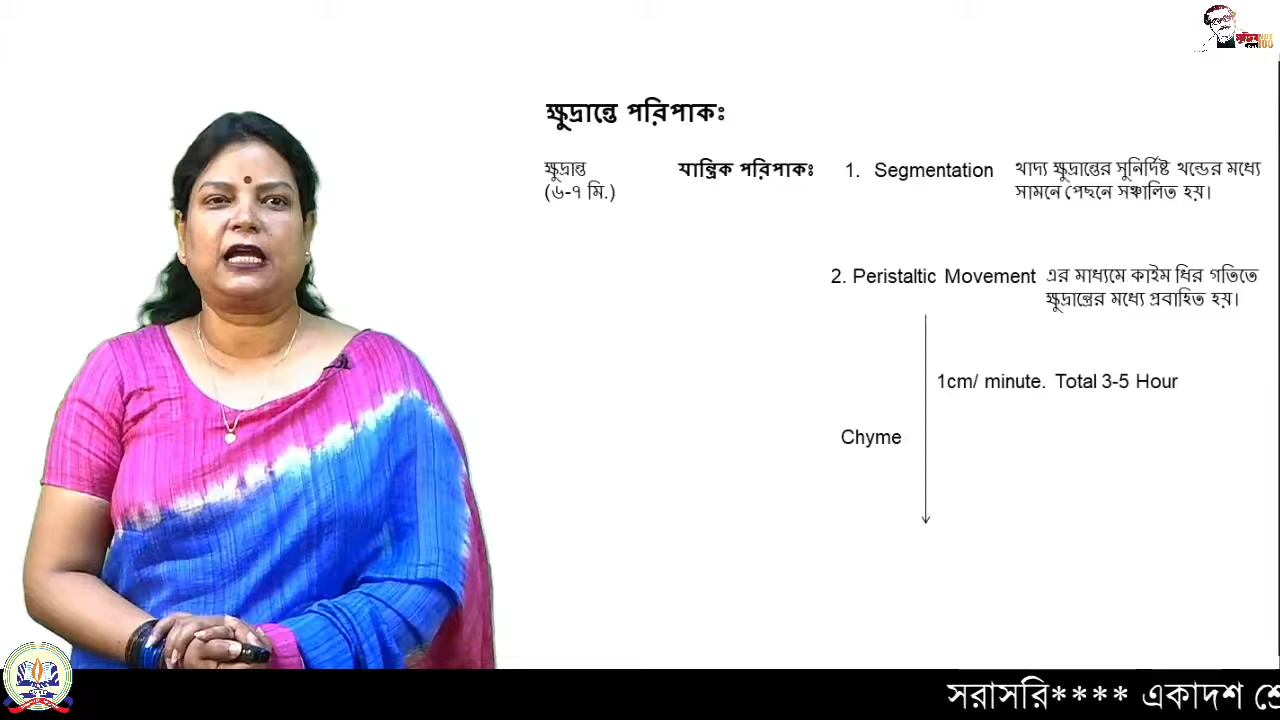 ক্ষুদ্রান্তে পরিপাকঃ
ক্ষুদ্রান্ত
(৬-৭ মি.)
যান্ত্রিক পরিপাকঃ
1. Segmentation
খাদ্য ক্ষুদ্রান্তের সুনির্দিষ্ট খন্ডের মধ্যে
সামনে পেছনে সঞ্চালিত হয়।
2. Peristaltic Movement
এর মাধ্যমে কাইম ধির গতিতে
ক্ষুদ্রান্ত্রের মধ্যে প্রবাহিত হয়।
1cm/ minute. Total 3-5 Hour
Chyme
সরাসরি**** একাদশ শ্রে